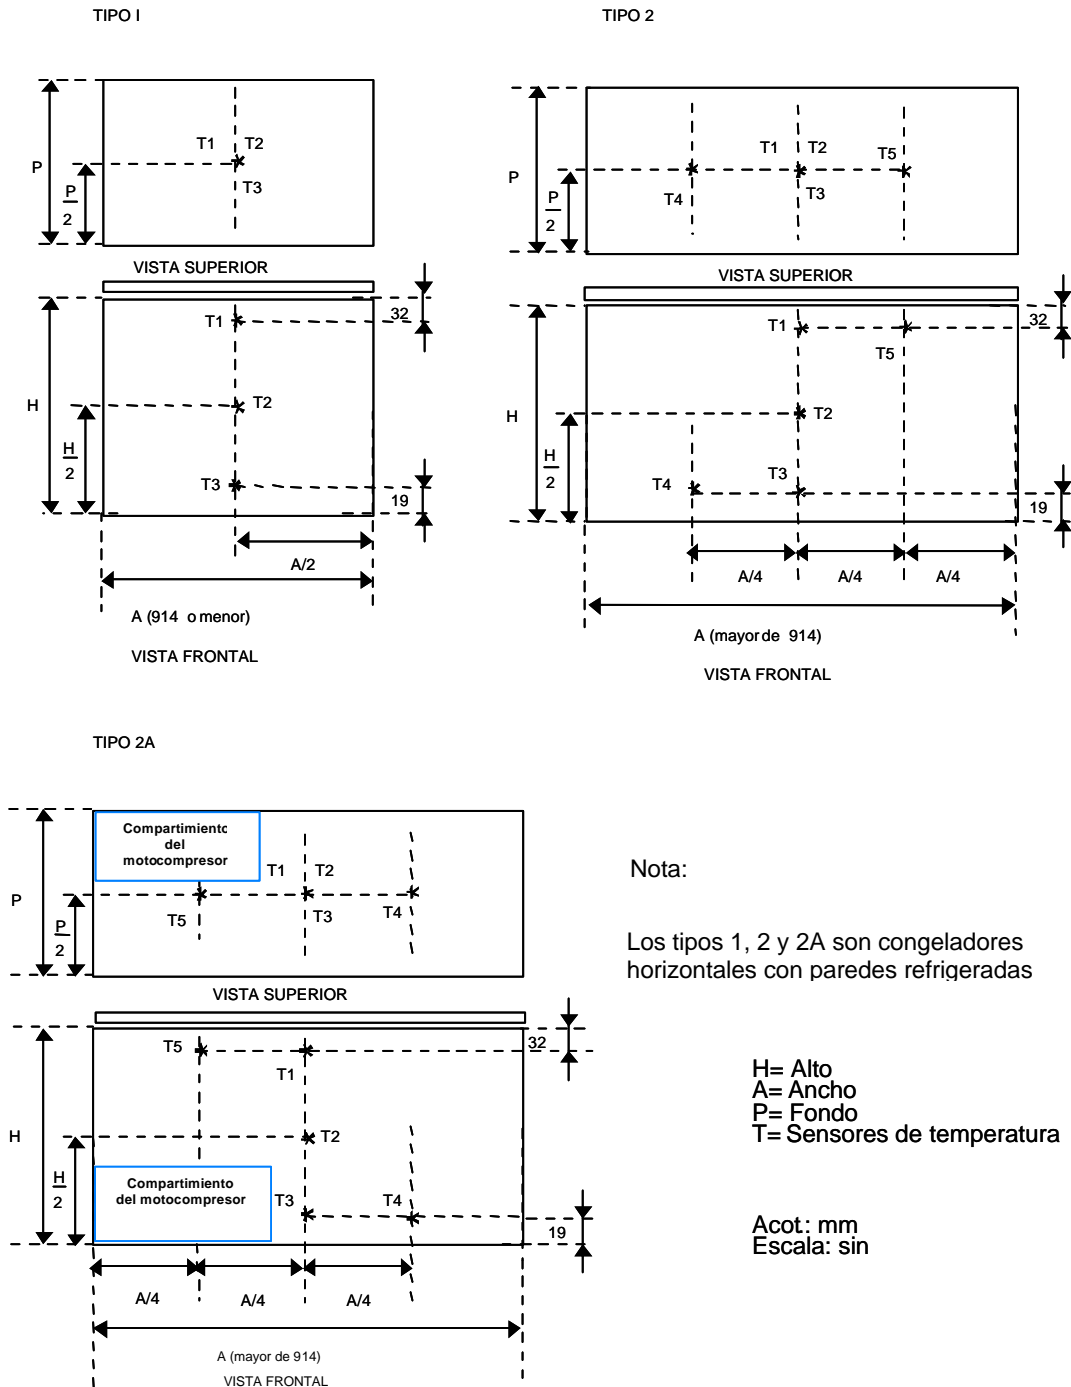 TIPO I
P
P
2
T1
T2
T3
VISTA SUPERIOR
32
T1
H
T2
H
2
T3
19
A/2
A (914 o menor)
VISTA FRONTAL
TIPO 2
P
P
2
T1
T2
T5
T4
T3
VISTA SUPERIOR
32
T1
T5
H
T2
H
2
T4
T3
19
A/4
A/4
A/4
A (mayor de 914)
VISTA FRONTAL
TIPO 2A
Compartimiento
del
motocompresor
P
P
2
T1
T2
T5
T3
T4
VISTA SUPERIOR
32
T5
T1
H
T2
H
2
Compartimiento
del motocompresor
T3
T4
19
A/4
A/4
A/4
A (mayor de 914)
VISTA FRONTAL
Nota:
Los tipos 1, 2 y 2A son congeladores
horizontales con paredes refrigeradas
H= Alto
A= Ancho
P= Fondo
T= Sensores de temperatura
Acot.: mm
Escala: sin